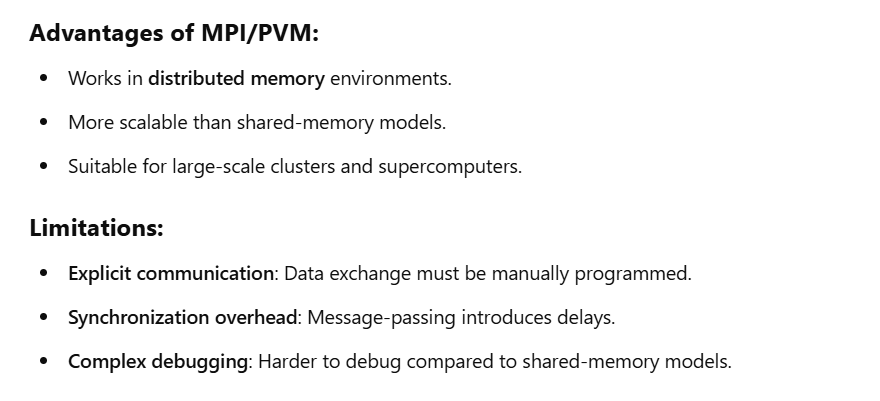 Advantages of MPI/PVM:
• Works in distributed memory environments.
• More scalable than shared-memory models.
• Suitable for large-scale clusters and supercomputers.
Limitations:
• Explicit communication: Data exchange must be manually programmed.
• Synchronization overhead: Message-passing introduces delays.
• Complex debugging: Harder to debug compared to shared-memory models.